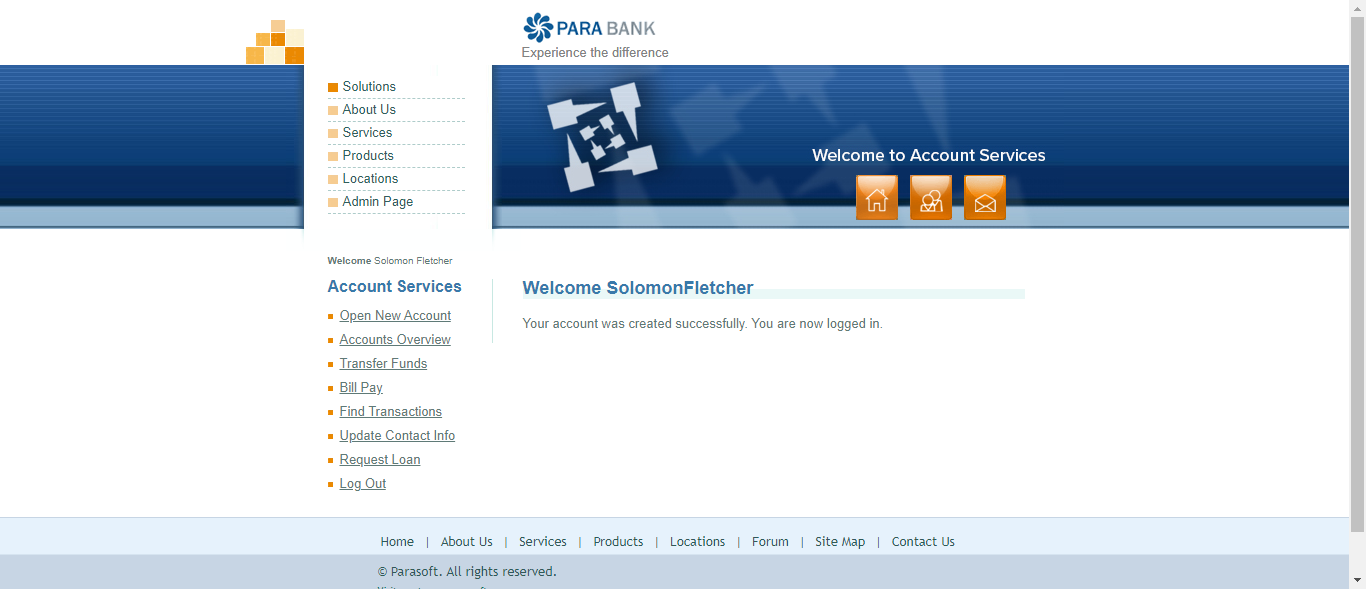 PARA BANK
Experience the difference
Solutions
About Us
Services
Products
Locations
Admin Page
Welcome to Account Services
Welcome Solomon Fletcher
Account Services
Open New Account
Accounts Overview
Transfer Funds
Bill Pay
Find Transactions
Update Contact Info
Request Loan
Log Out
Welcome SolomonFletcher
Your account was created successfully. You are now logged in.
Home | About Us | Services | Products | Locations | Forum | Site Map | Contact Us
© Parasoft. All rights reserved.